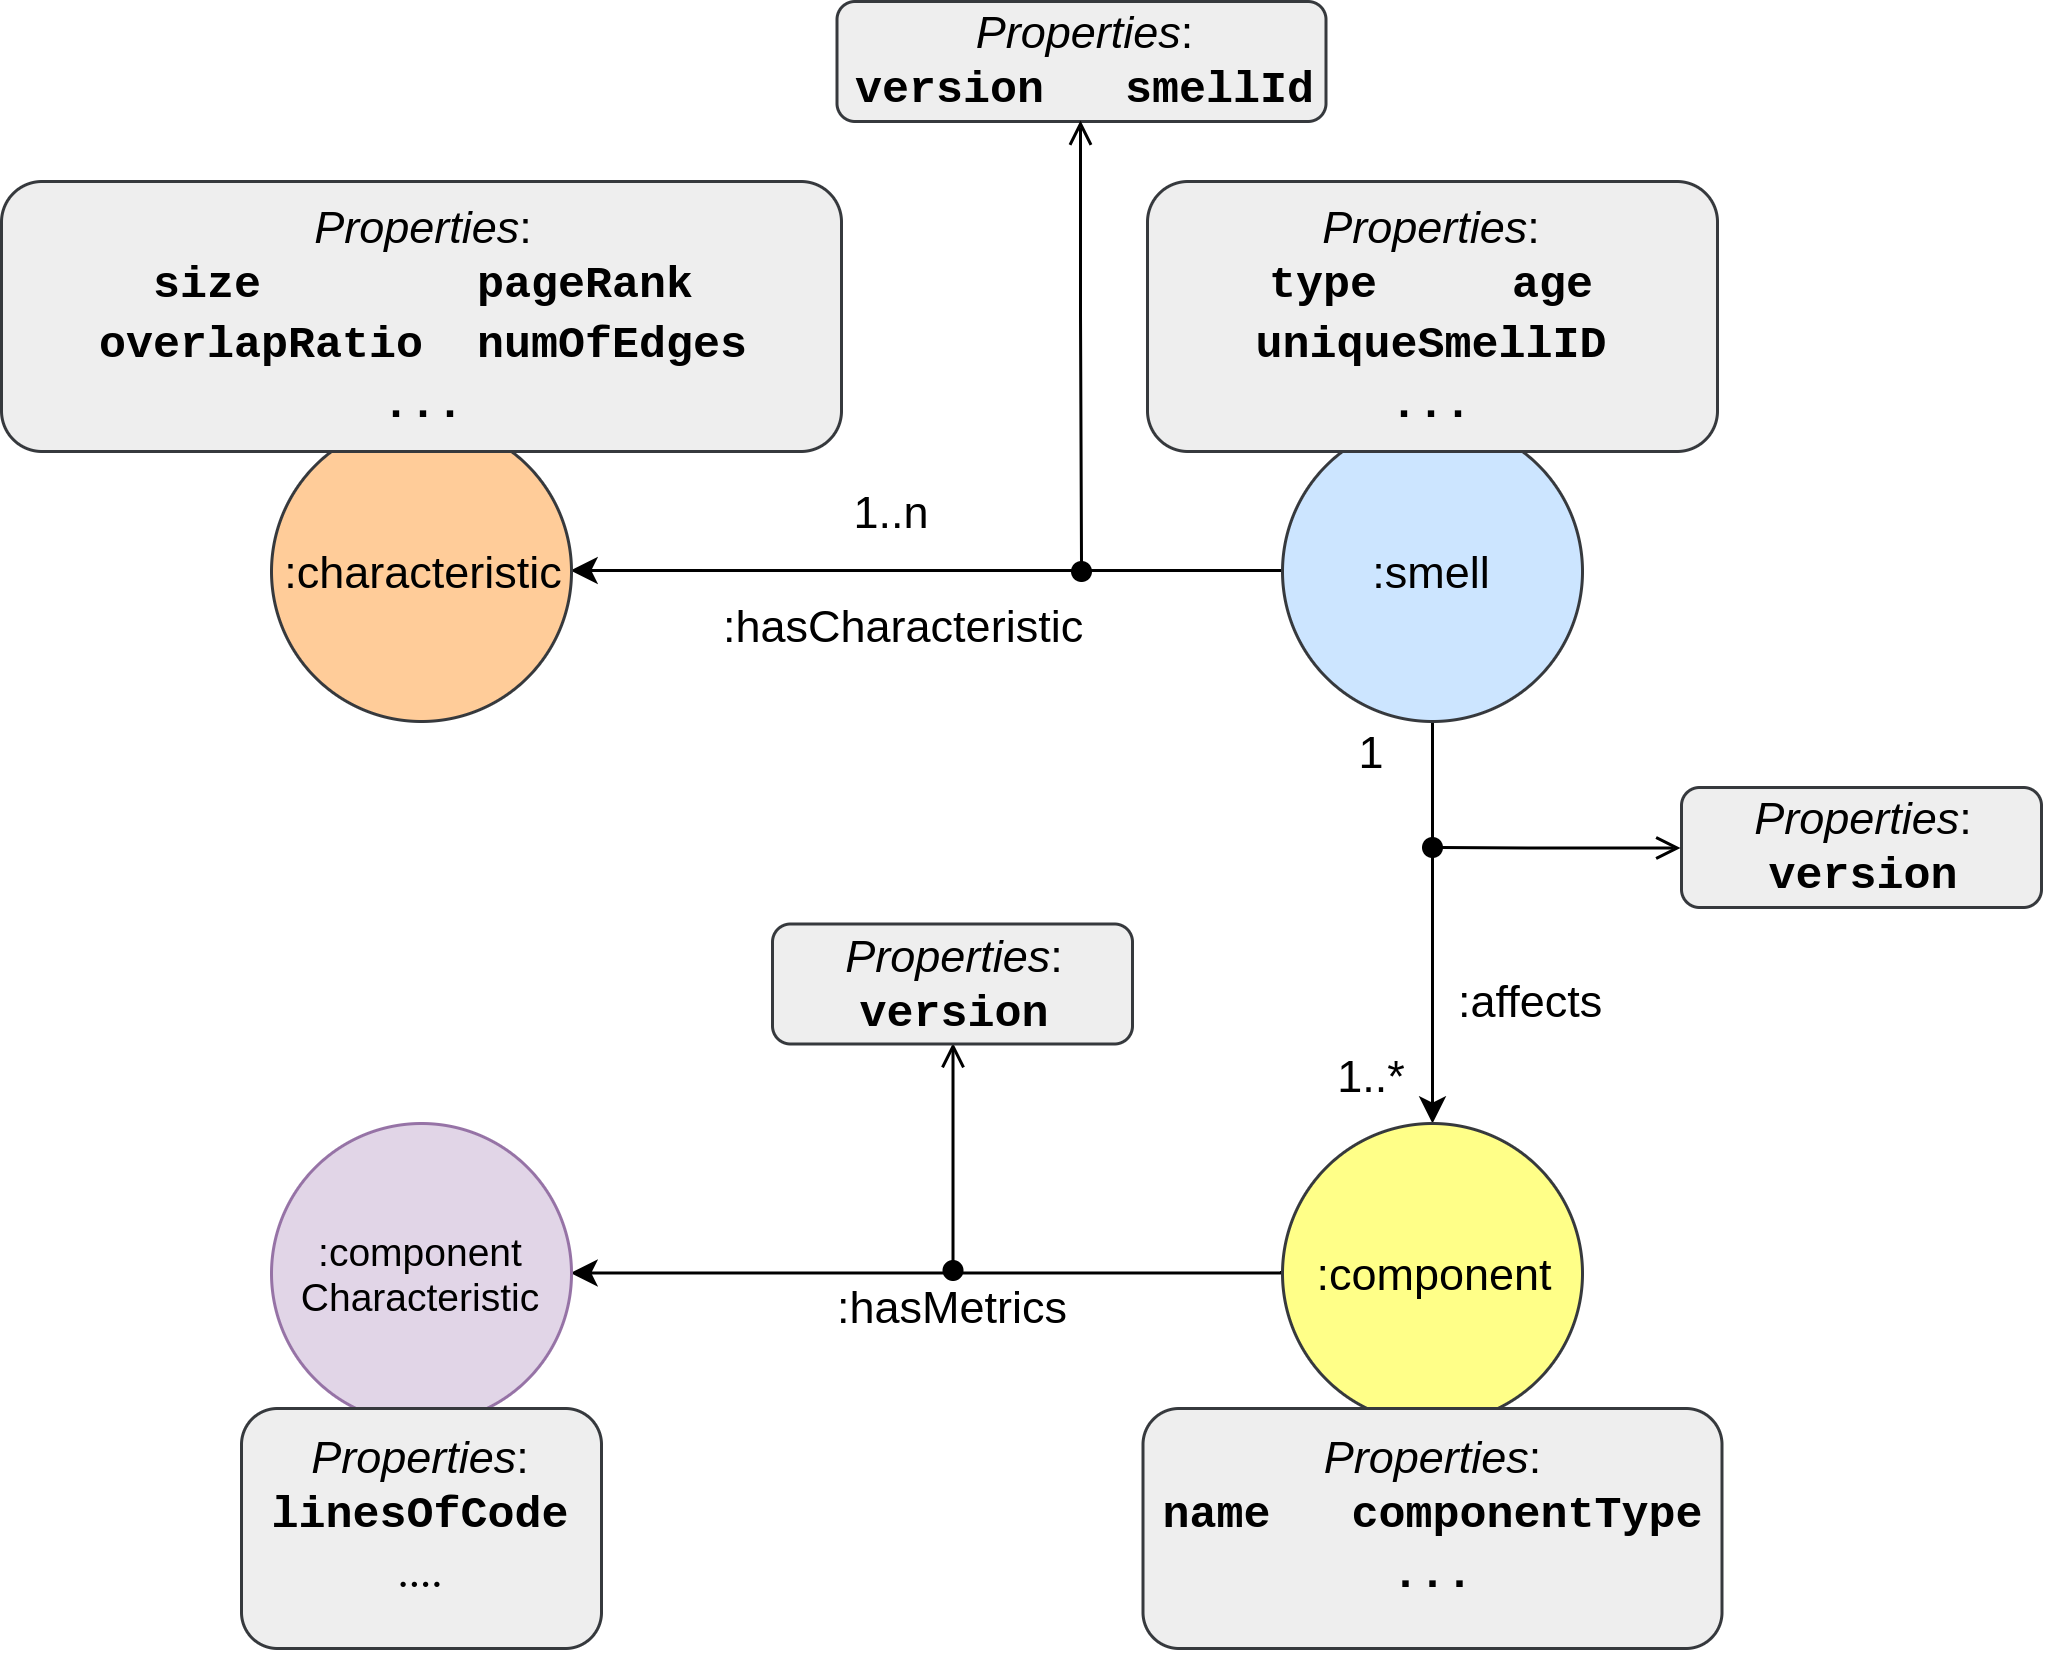 Properties:
version smellId
Properties:
size pageRank
overlapRatio numOfEdges
...
Properties:
type age
uniqueSmellID
...
1..n
:characteristic
:smell
:hasCharacteristic
1
Properties:
version
Properties:
version
:affects
1..*
:component
Characteristic
:component
:hasMetrics
Properties:
linesOfCode
....
Properties:
name componentType
...